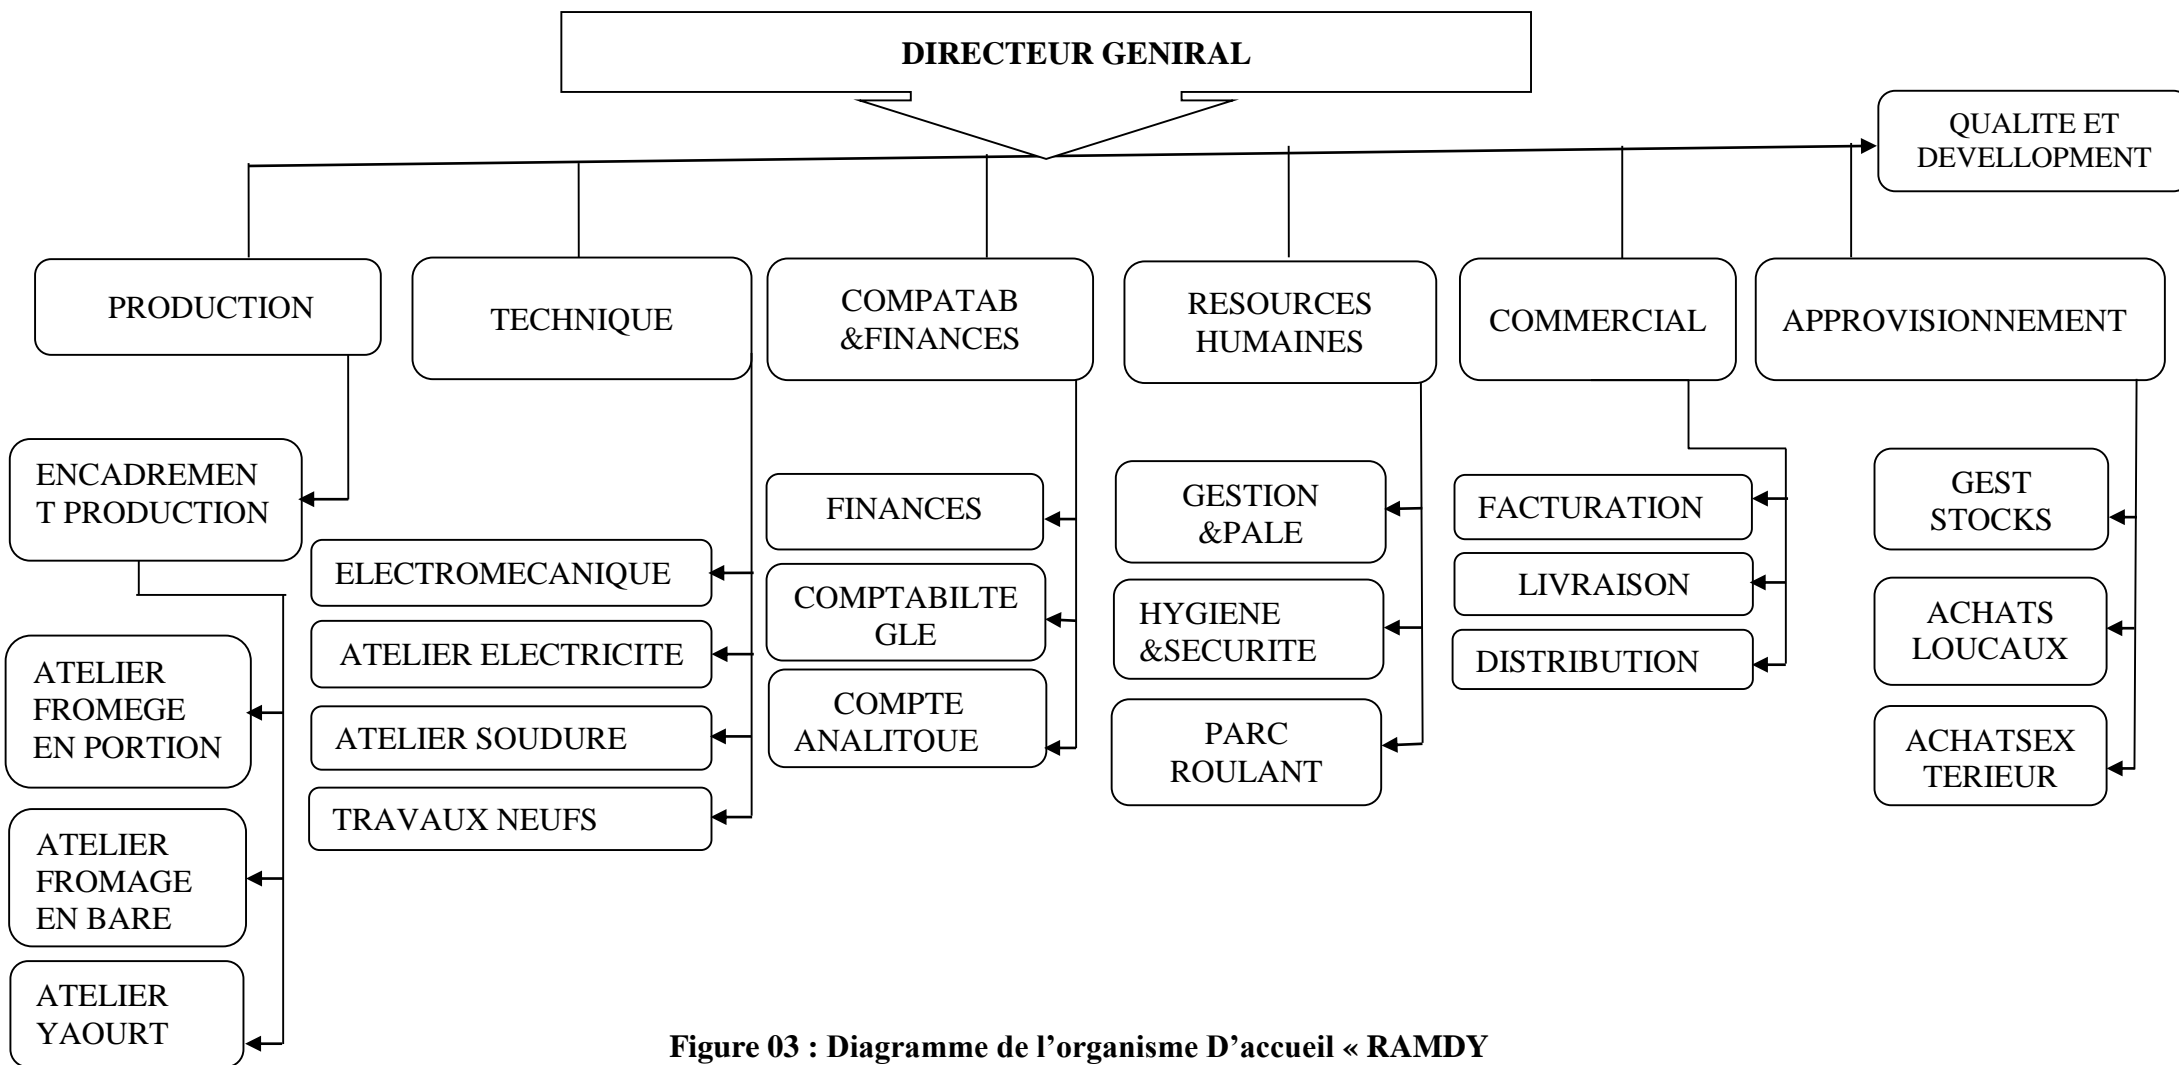 DIRECTEUR GENIRAL
QUALITE ET
DEVELLOPMENT
PRODUCTION
TECHNIQUE
COMPATAB
&FINANCES
RESOURCES
HUMAINES
COMMERCIAL
APPROVISIONNEMENT
ENCADREMEN
T PRODUCTION
ATELIER
FROMEGE
EN PORTION
ATELIER
FROMAGE
EN BARE
ATELIER
YAOURT
ELECTROMECANIQUE
ATELIER ELECTRICITE
ATELIER SOUDURE
TRAVAUX NEUFS
FINANCES
COMPTABILTE
GLE
COMPTE
ANALITOUE
GESTION
&PALE
HYGIENE
&SECURITE
PARC
ROULANT
FACTURATION
LIVRAISON
DISTRIBUTION
GEST
STOCKS
ACHATS
LOUCAUX
ACHATSEX
TERIEUR
Figure 03 : Diagramme de l’organisme D’accueil « RAMDY